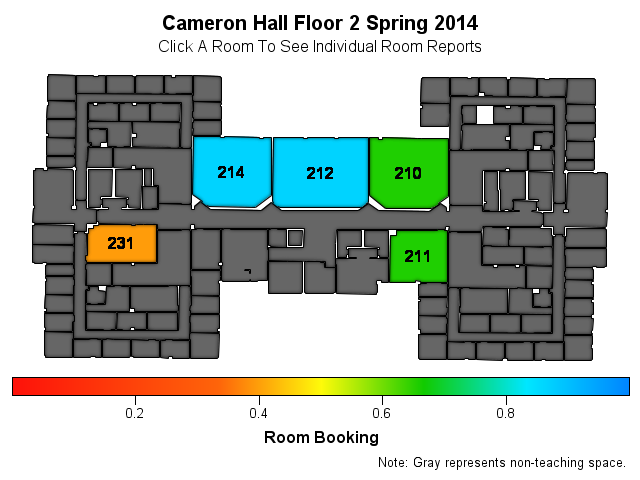 Cameron Hall Floor 2 Spring 2014
Click A Room To See Individual Room Reports
214
212
210
231
211
0.2 0.4 0.6 0.8
Room Booking
Note: Gray represents non-teaching space.